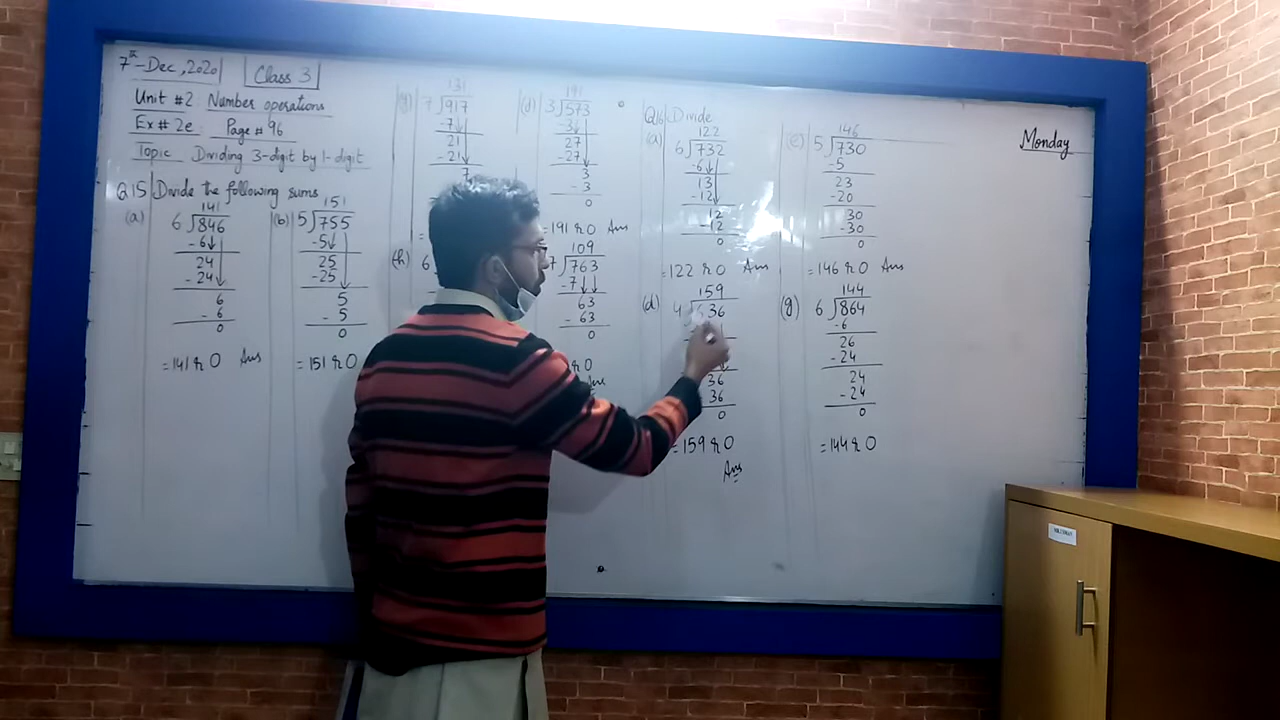 7th-Dec, 2020
Class 3
Unit #2: Number operations
Ex# 2e: Page# 96
Topic Dividing 3-digit by 1-digit
Q15 Divide the following sums
(a)
141
6 √846
-6
24
-24
6
-6
0
=141 r 0 Ans
(b)
151
5 √755
-5
25
-25
5
-5
0
=151 r 0
131
7 √917
-7
21
-21
7
(h) 6
(d)
191
3 √573
-3
27
-27
3
-3
0
=191 r 0 Ans
109
7 √763
-7
63
-63
0
r 0
Ans
Q16 Divide
(a)
122
6 √732
-6
13
-12
12
-12
0
=122 r 0 Ans
(d)
159
4 √636
36
36
0
=159 r 0
Ans
146
5 √730
-5
23
-20
30
-30
0
=146 r 0 Ans
(g)
144
6 √864
-6
26
-24
24
-24
0
=144 r 0
Monday